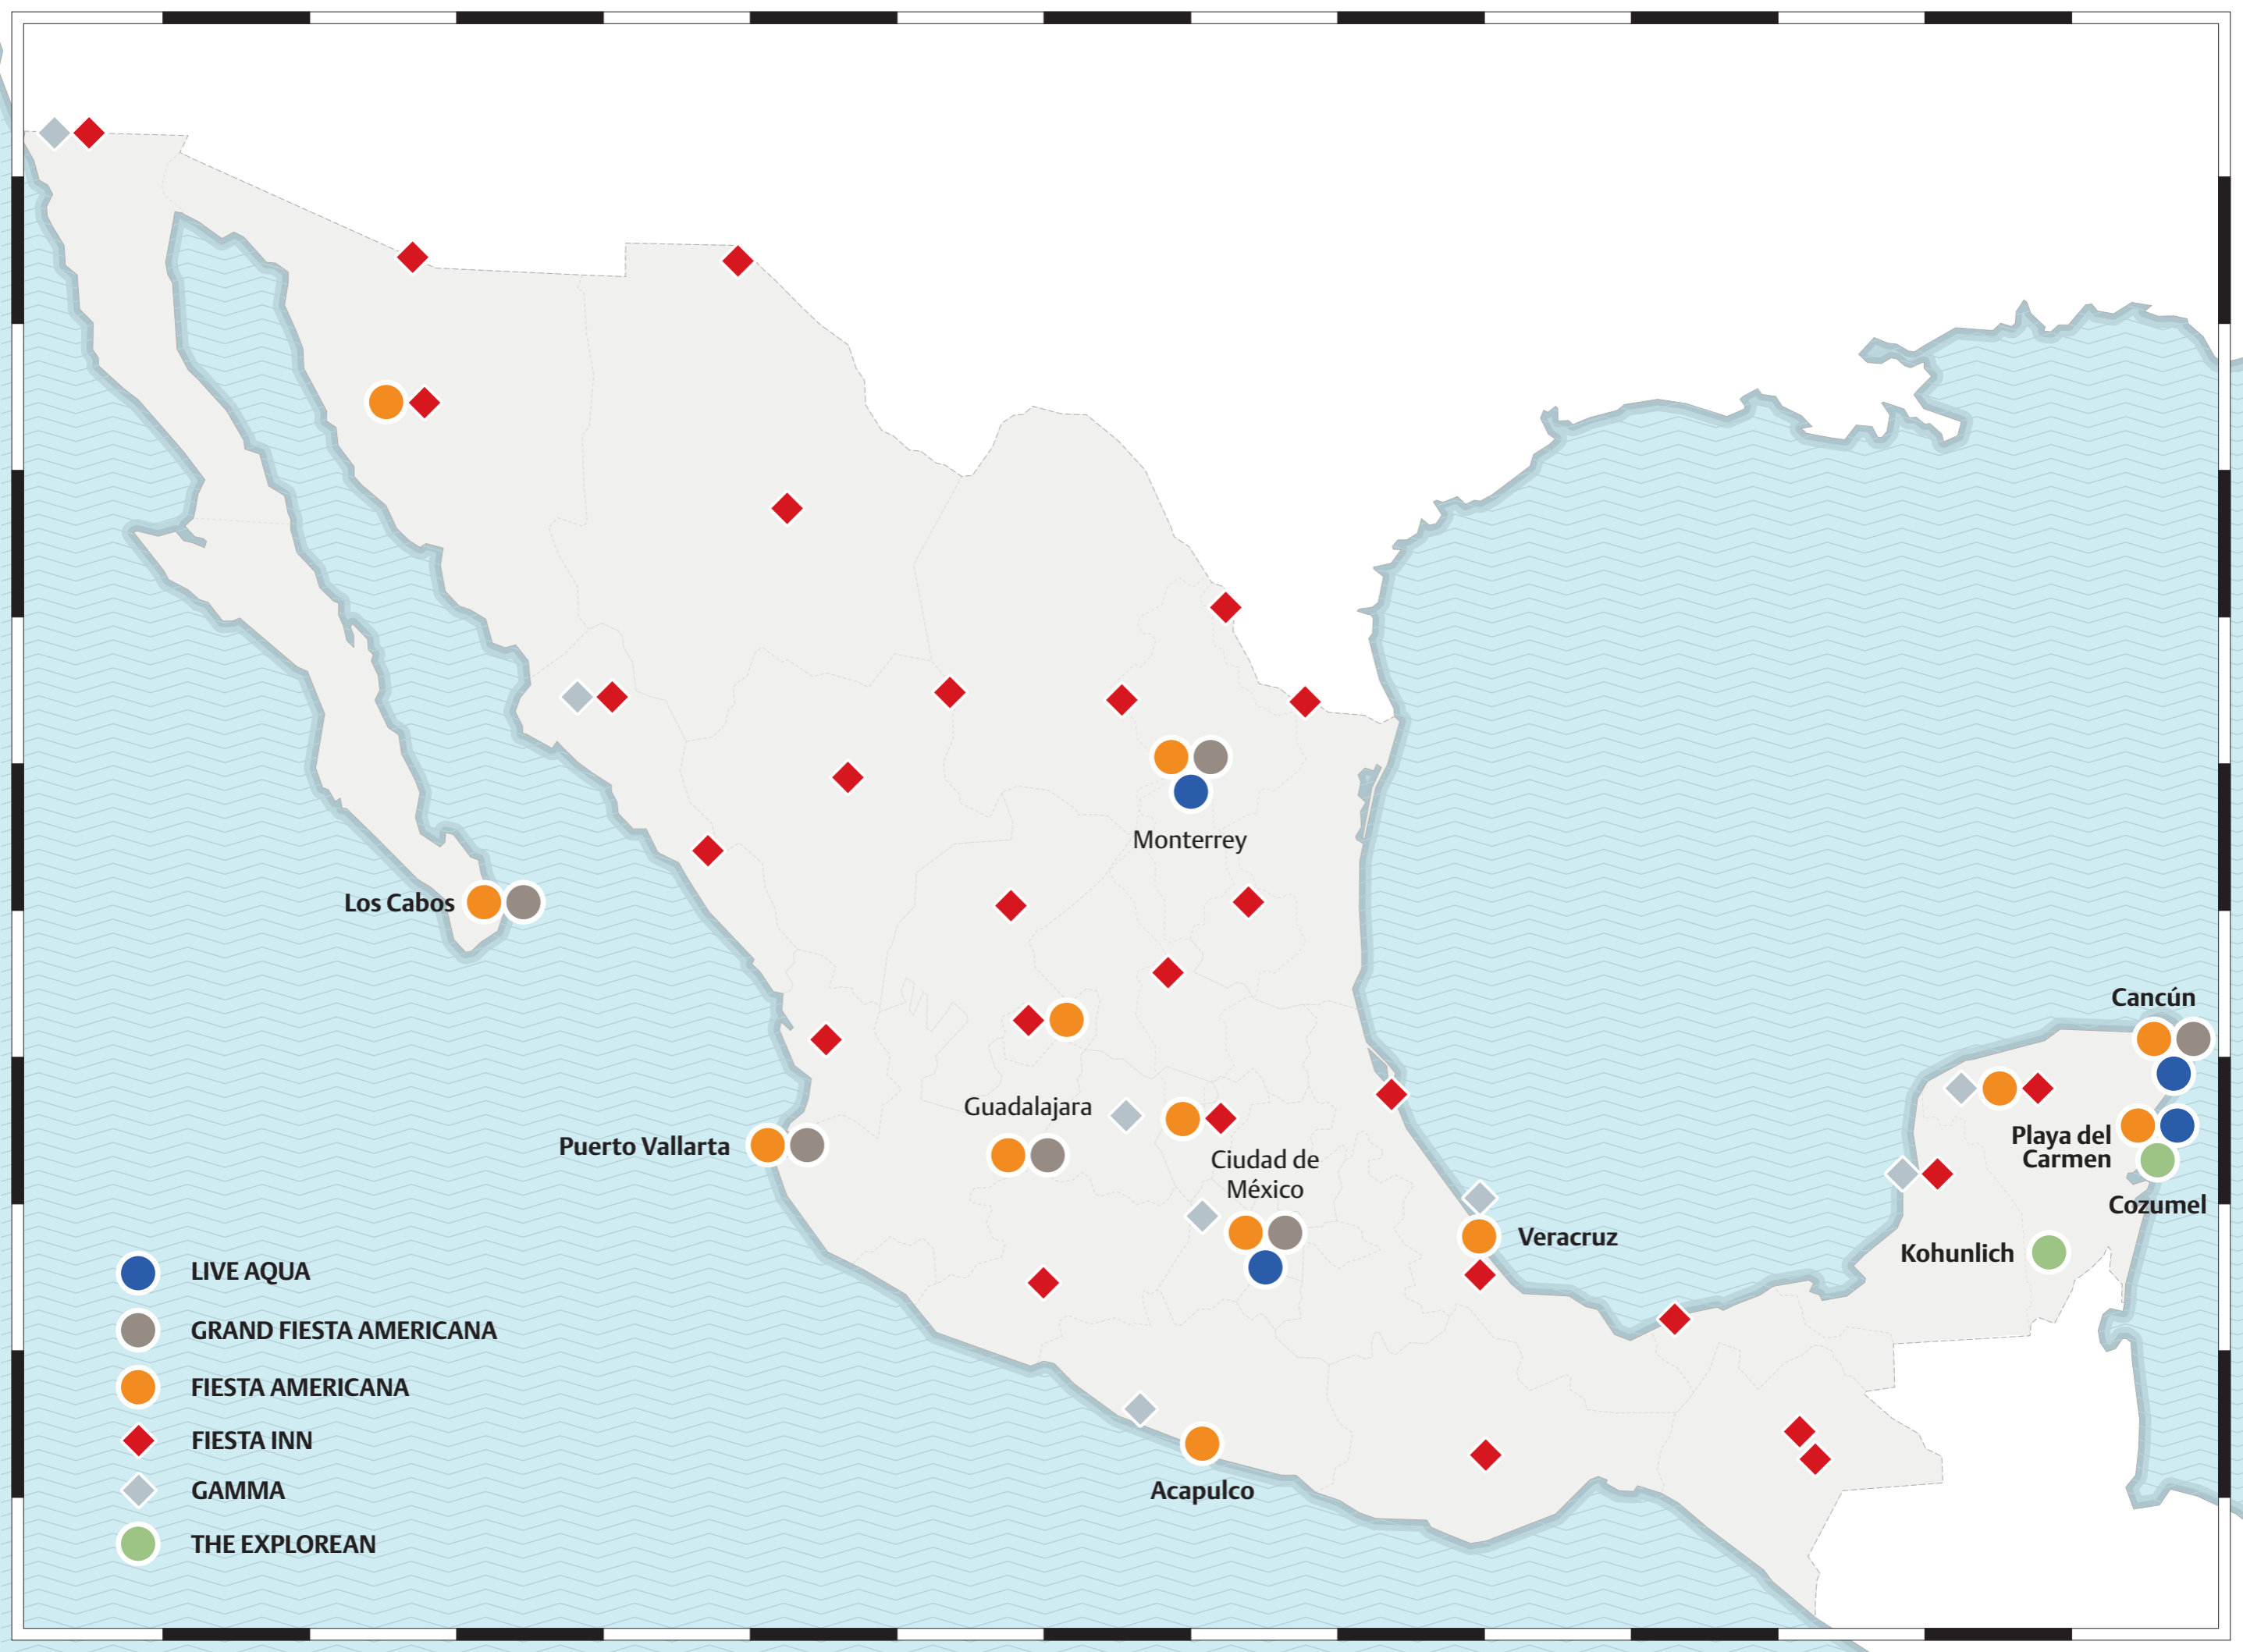 Monterrey
Los Cabos
Cancún
Guadalajara
Puerto Vallarta
Playa del
Carmen
Ciudad de
México
Cozumel
Veracruz
Kohunlich
Acapulco
LIVE AQUA
GRAND FIESTA AMERICANA
FIESTA AMERICANA
FIESTA INN
GAMMA
THE EXPLOREAN